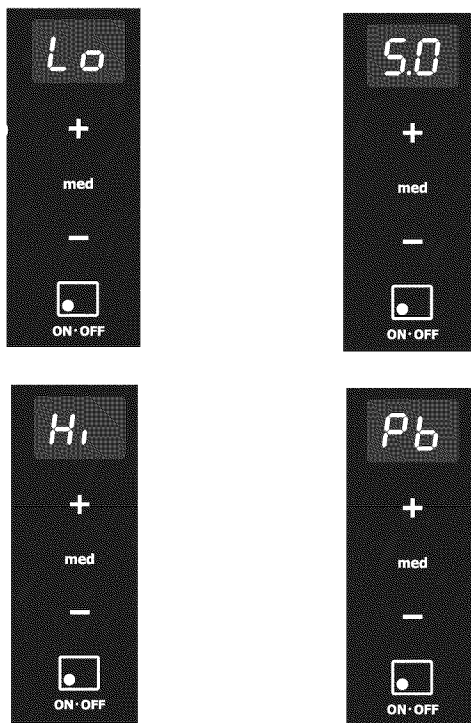 Lo
+
med
−
ON·OFF
5.0
+
med
−
ON·OFF
Hi
+
med
−
ON·OFF
Pb
+
med
−
ON·OFF